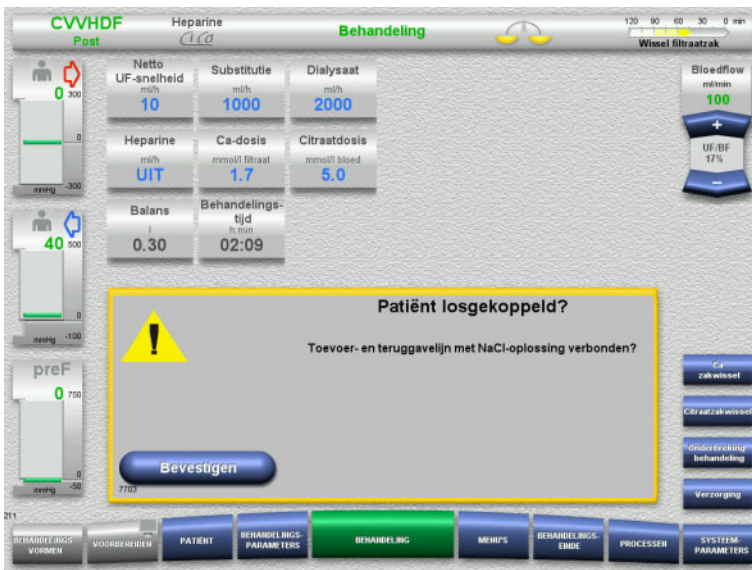 CVVHDF
Post
Heparine
CiCa
Behandeling
120 90 60 30 0 min
Wissel filtraatzak
0
300
0
-300
mmHg
Netto
UF-snelheid
ml/h
10
Substitutie
ml/h
1000
Dialysaat
ml/h
2000
Bloedflow
ml/min
100
+
UF/BF
17%
−
Heparine
ml/h
UIT
Ca-dosis
mmol/l filtraat
1.7
Citraatdosis
mmol/l bloed
5.0
Balans
l
0.30
Behandelings-
tijd
h:min
02:09
40
500
0
-100
mmHg
Patiënt losgekoppeld?
Toevoer- en teruggavelijn met NaCl-oplossing verbonden?
Bevestigen
7703
preF
0
750
0
-50
mmHg
Ca
zakwissel
Citraatzakwissel
Onderbreking
behandeling
Verzorging
211
BEHANDELINGS-
VORMEN
VOORBEREIDEN
PATIËNT
BEHANDELINGS-
PARAMETERS
BEHANDELING
MENU'S
BEHANDELINGS-
EINDE
PROCESSEN
SYSTEEM-
PARAMETERS